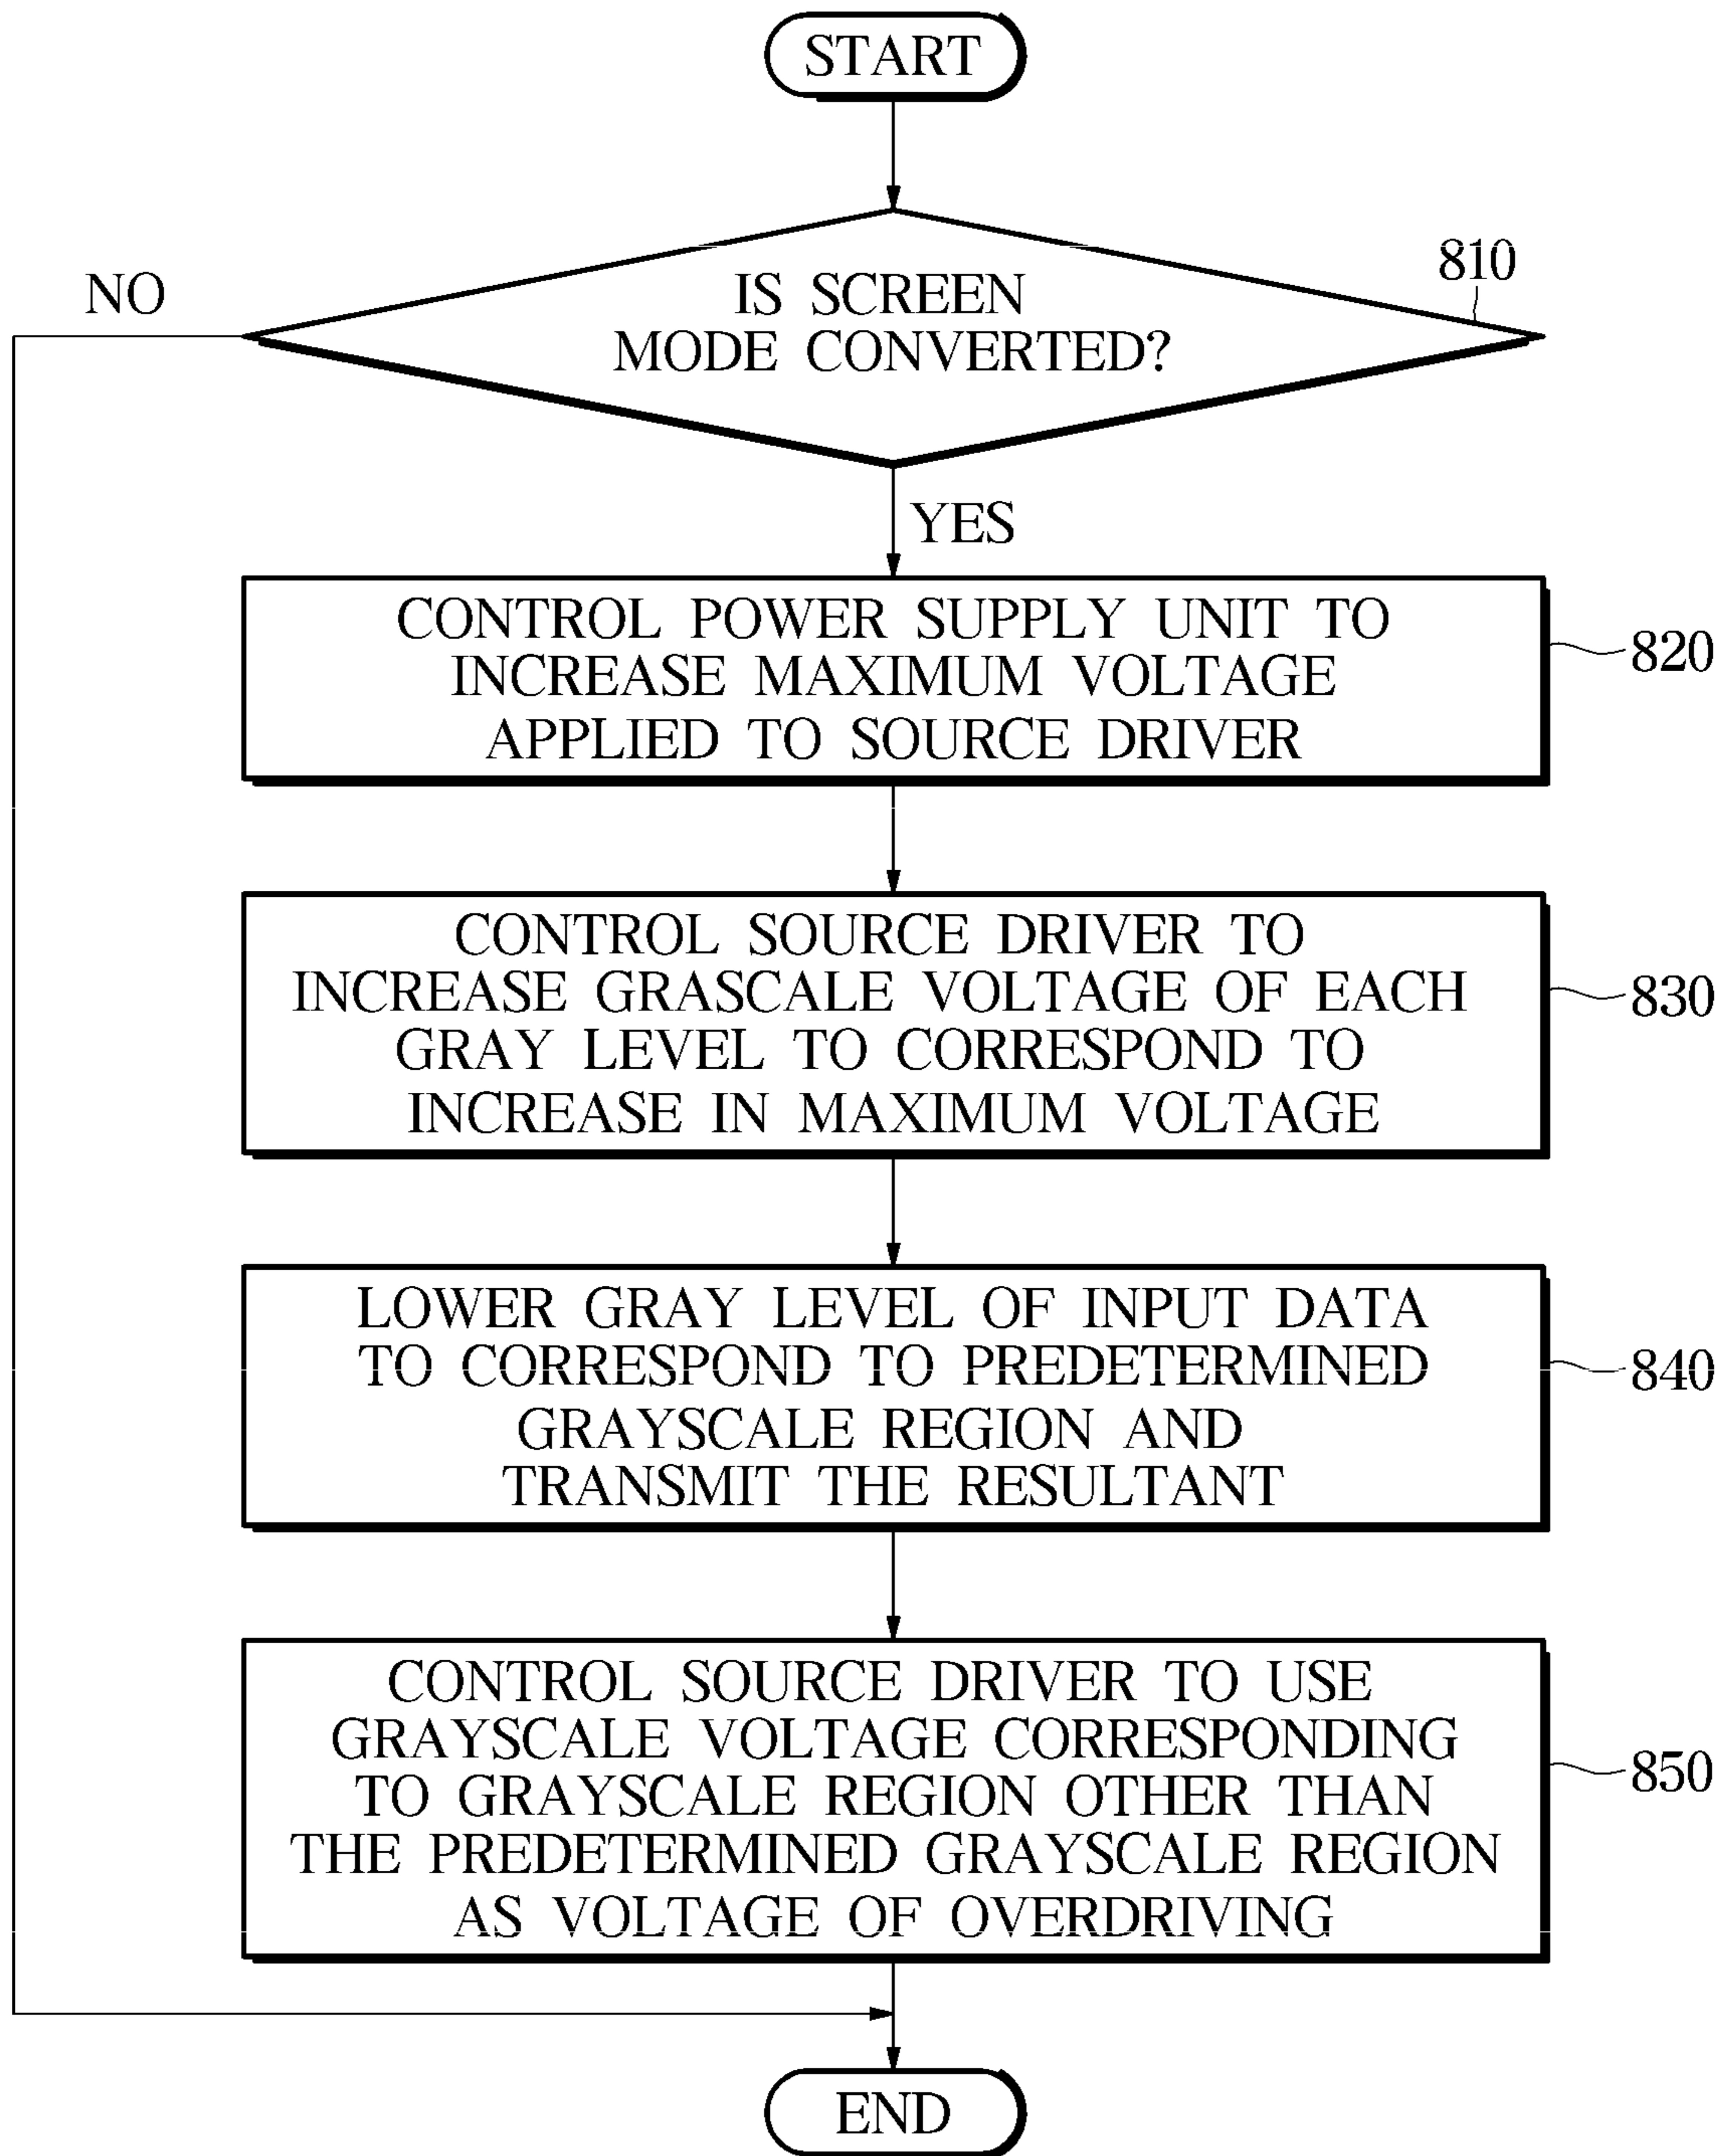 START
IS SCREEN
MODE CONVERTED?
810
NO
YES
CONTROL POWER SUPPLY UNIT TO
INCREASE MAXIMUM VOLTAGE
APPLIED TO SOURCE DRIVER
820
CONTROL SOURCE DRIVER TO
INCREASE GRASCALE VOLTAGE OF EACH
GRAY LEVEL TO CORRESPOND TO
INCREASE IN MAXIMUM VOLTAGE
830
LOWER GRAY LEVEL OF INPUT DATA
TO CORRESPOND TO PREDETERMINED
GRAYSCALE REGION AND
TRANSMIT THE RESULTANT
840
CONTROL SOURCE DRIVER TO USE
GRAYSCALE VOLTAGE CORRESPONDING
TO GRAYSCALE REGION OTHER THAN
THE PREDETERMINED GRAYSCALE REGION
AS VOLTAGE OF OVERDRIVING
850
END